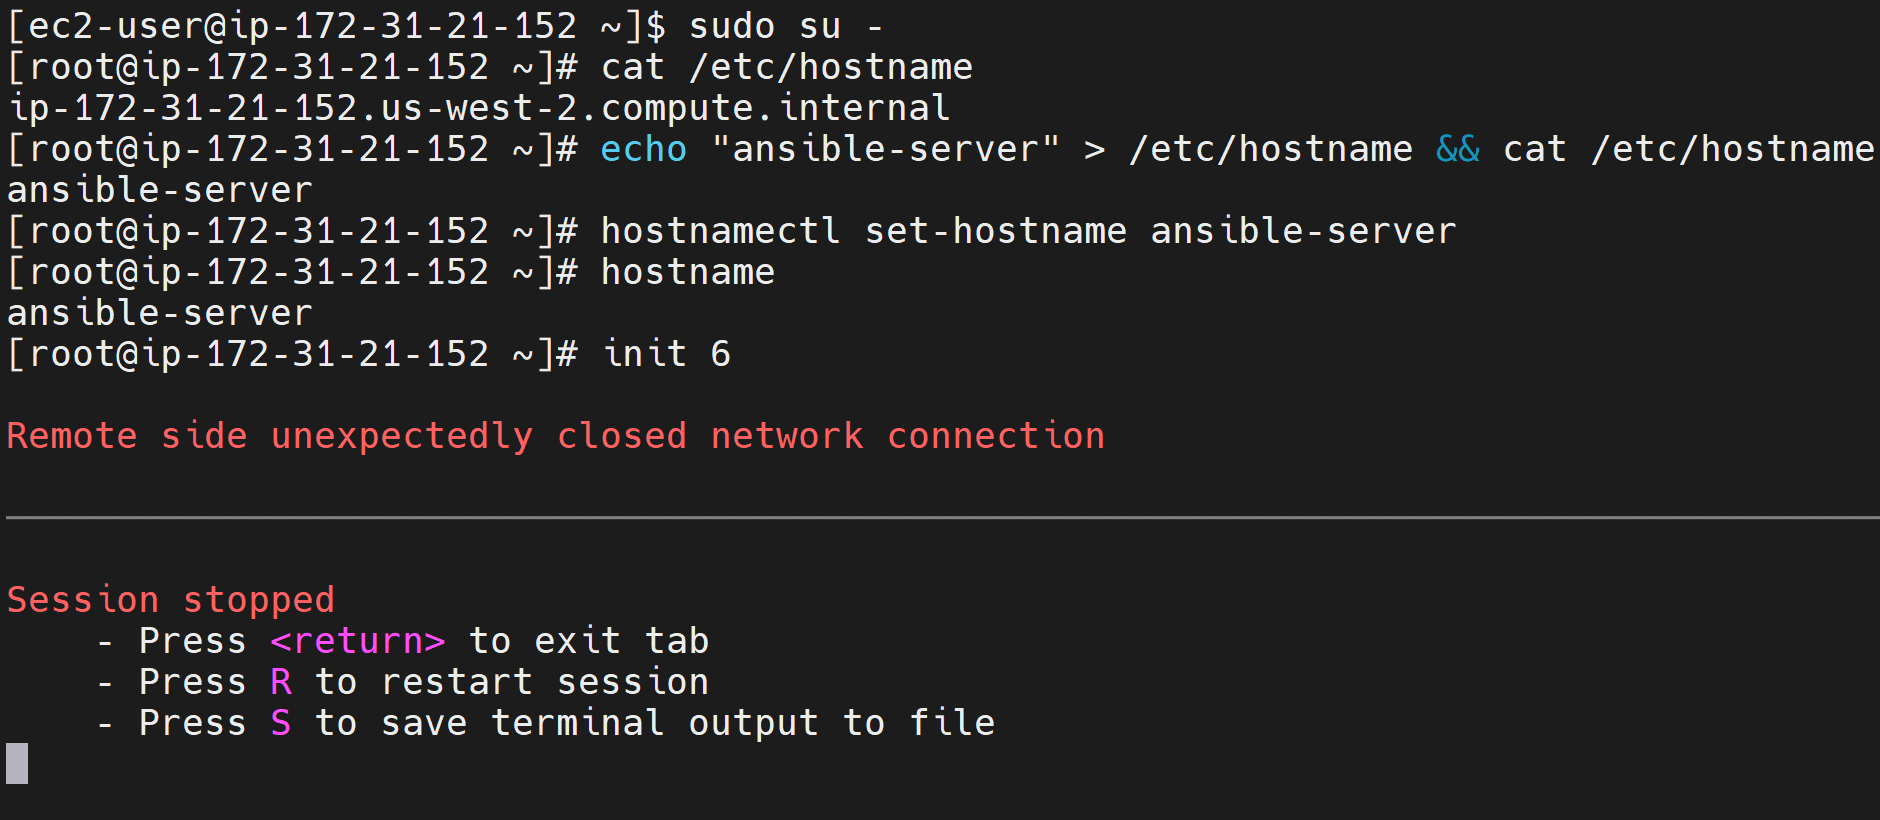 [ec2-user@ip-172-31-21-152 ~]$ sudo su -
[root@ip-172-31-21-152 ~]# cat /etc/hostname
ip-172-31-21-152.us-west-2.compute.internal
[root@ip-172-31-21-152 ~]# echo "ansible-server" > /etc/hostname && cat /etc/hostname
ansible-server
[root@ip-172-31-21-152 ~]# hostnamectl set-hostname ansible-server
[root@ip-172-31-21-152 ~]# hostname
ansible-server
[root@ip-172-31-21-152 ~]# init 6
Remote side unexpectedly closed network connection
Session stopped
    - Press <return> to exit tab
    - Press R to restart session
    - Press S to save terminal output to file